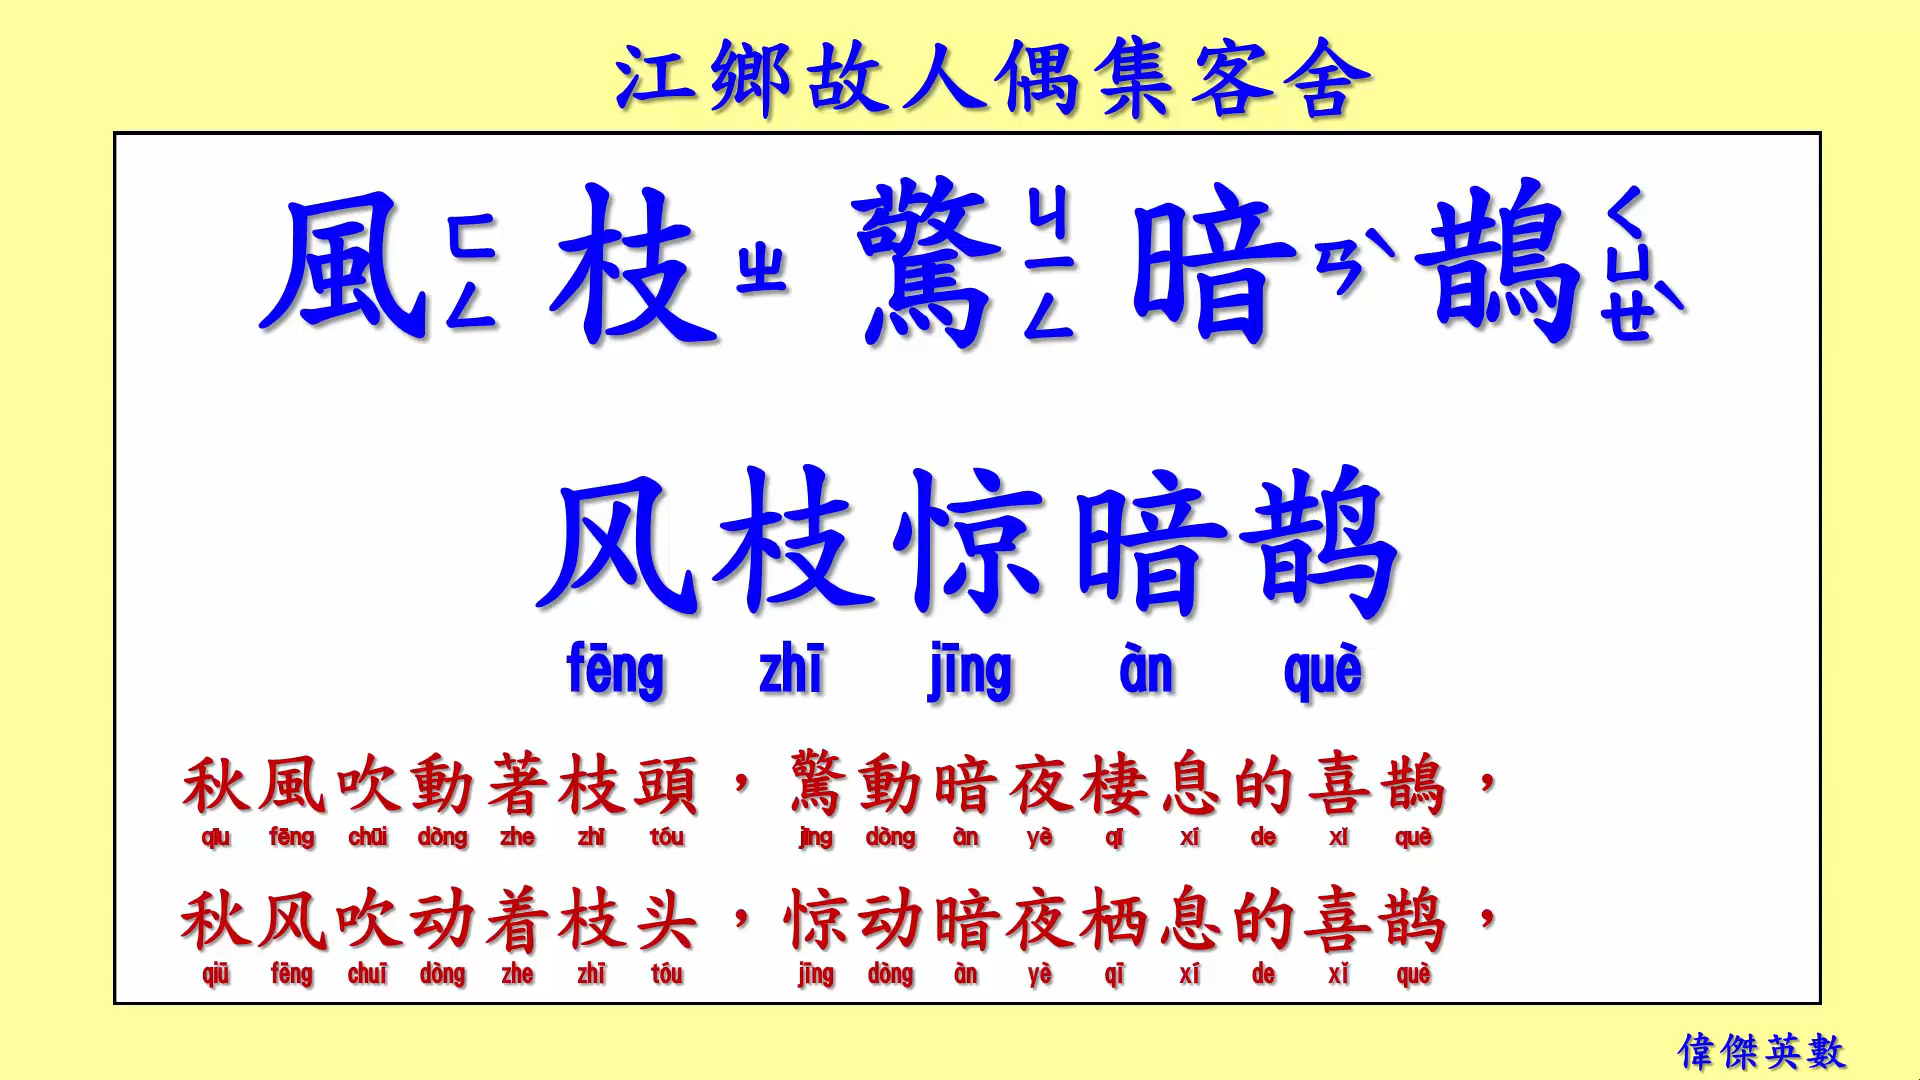 江鄉故人偶集客舍
風ㄈㄥ 枝ㄓ 驚ㄐㄧㄥ 暗ㄢˋ 鵲ㄑㄩㄝˋ
风枝惊暗鹊
fēng zhī jīng àn què
秋風吹動著枝頭，驚動暗夜棲息的喜鵲，
qīu fēng chūi dòng zhe zhī tóu jīng dòng àn yè qī xí de xǐ què
秋风吹动着枝头，惊动暗夜栖息的喜鹊，
qiū fēng chuī dòng zhe zhī tóu jīng dòng àn yè qī xí de xǐ què
偉傑英數